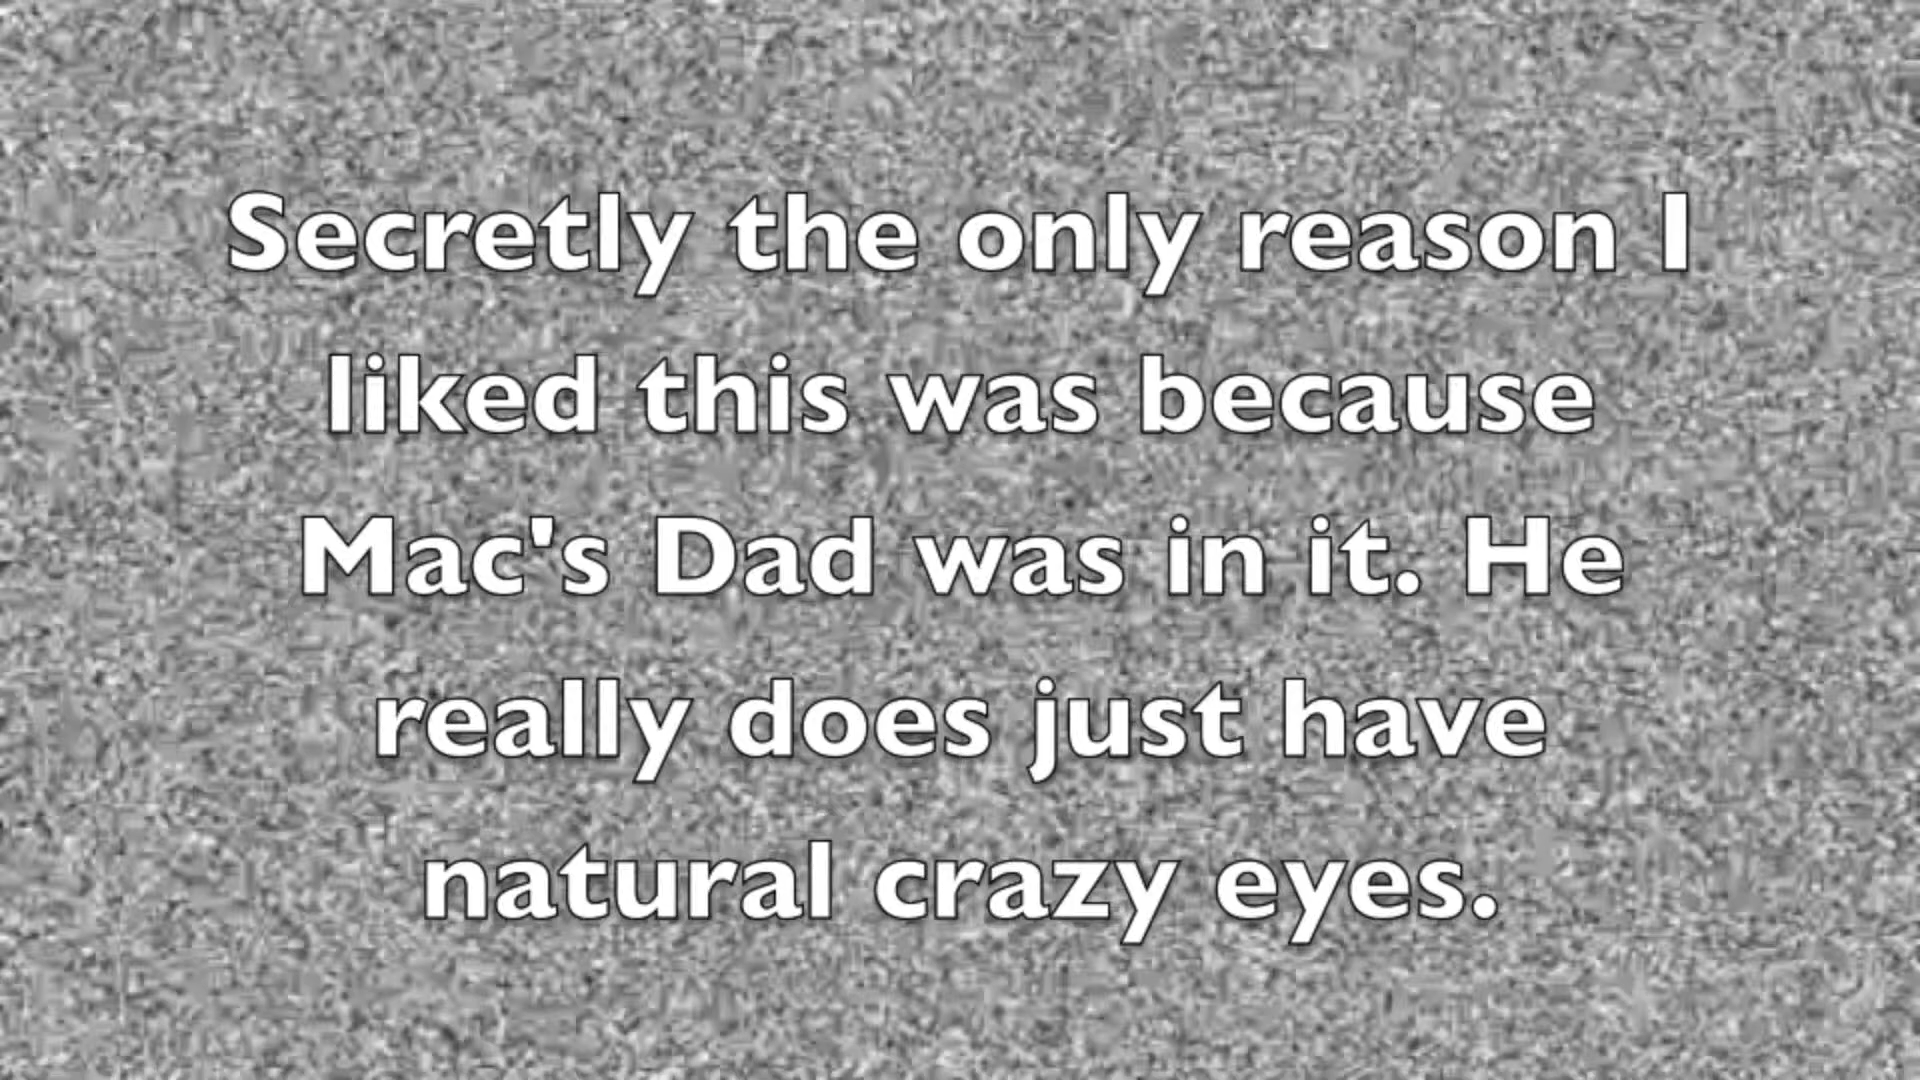 Secretly the only reason I
liked this was because
Mac's Dad was in it. He
really does just have
natural crazy eyes.